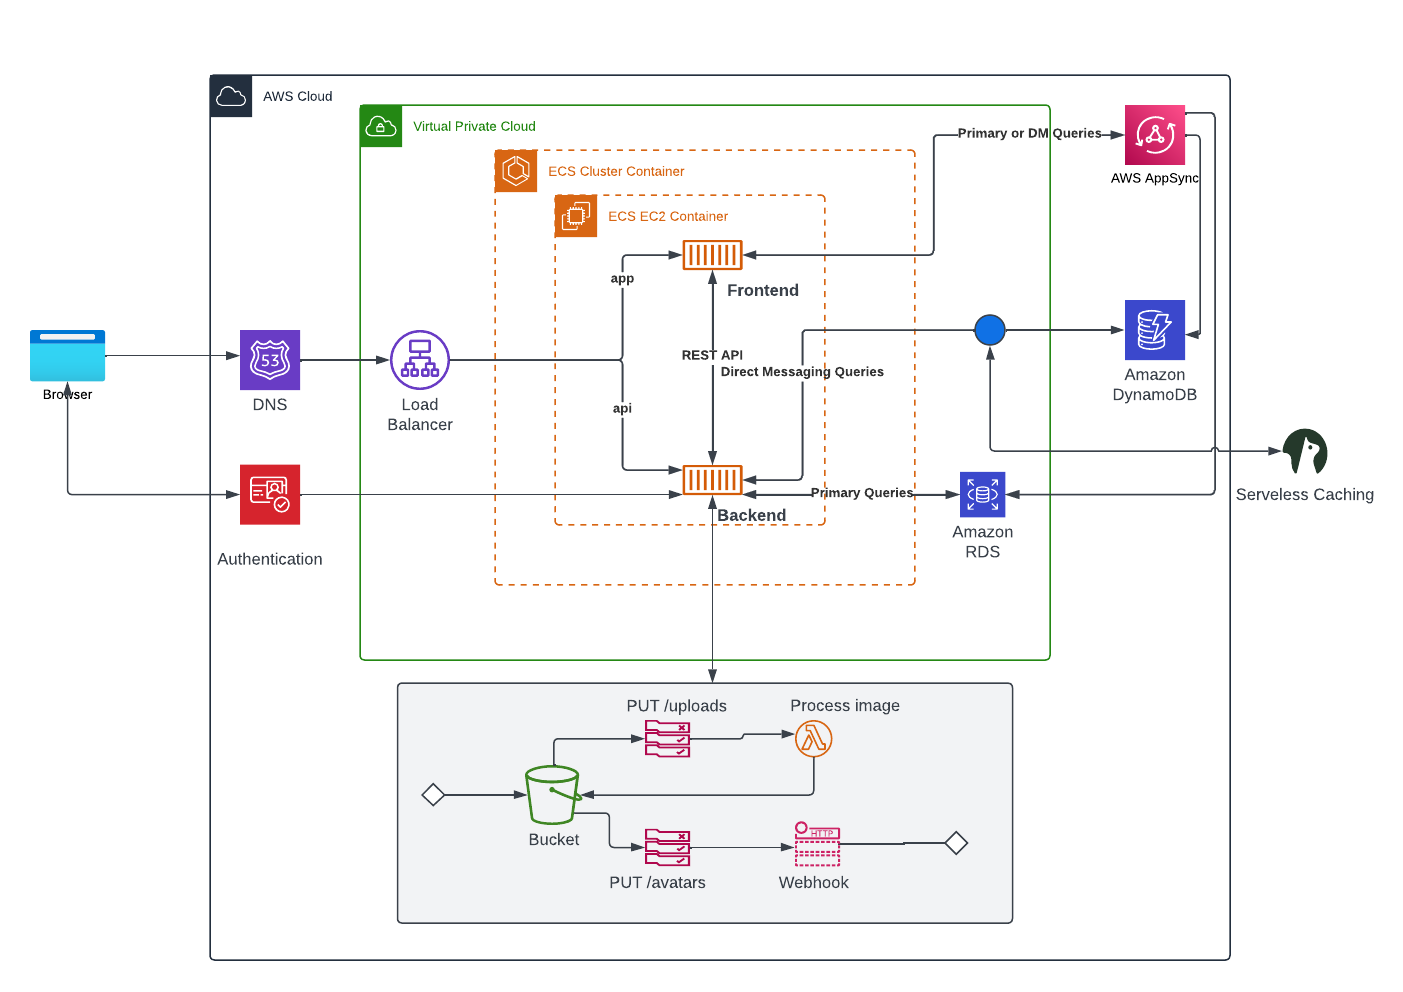 AWS Cloud
Virtual Private Cloud
Primary or DM Queries
ECS Cluster Container
AWS AppSync
ECS EC2 Container
app
Frontend
53
REST API
Direct Messaging Queries
Browser
DNS
Load
Balancer
Amazon
DynamoDB
api
Primary Queries
Serveless Caching
Backend
Authentication
Amazon
RDS
PUT /uploads
Process image
Bucket
HTTP
PUT /avatars
Webhook